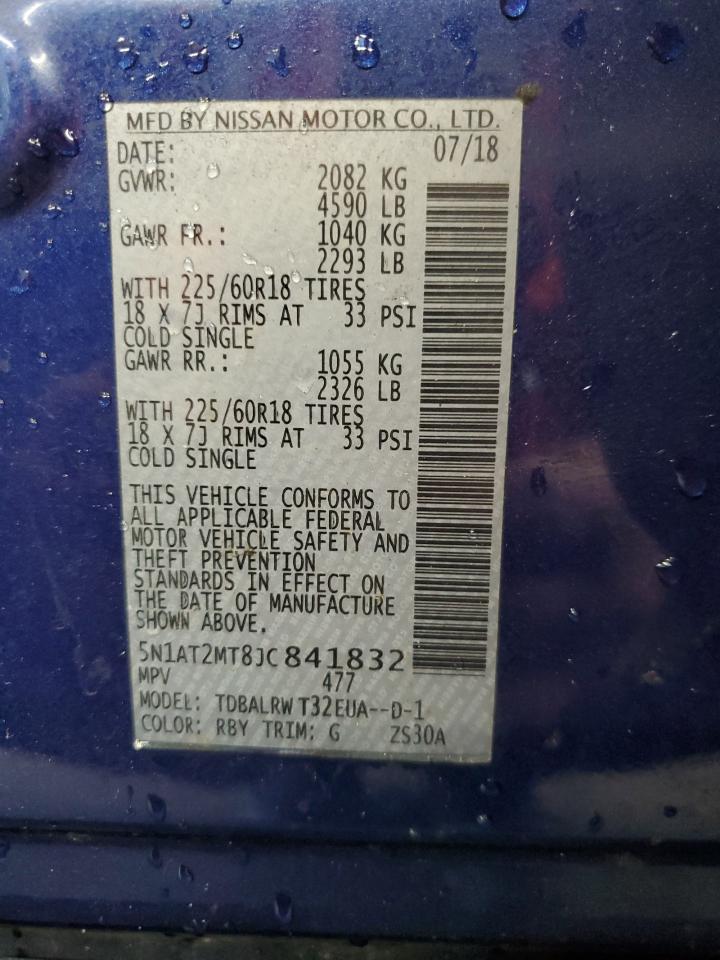 MFD BY NISSAN MOTOR CO., LTD.
DATE: 07/18
GVWR: 2082 KG
4590 LB
GAWR FR.: 1040 KG
2293 LB
WITH 225/60R18 TIRES
18 X 7J RIMS AT 33 PSI
COLD SINGLE
GAWR RR.: 1055 KG
2326 LB
WITH 225/60R18 TIRES
18 X 7J RIMS AT 33 PSI
COLD SINGLE
THIS VEHICLE CONFORMS TO
ALL APPLICABLE FEDERAL
MOTOR VEHICLE SAFETY AND
THEFT PREVENTION
STANDARDS IN EFFECT ON
THE DATE OF MANUFACTURE
SHOWN ABOVE.
5N1AT2MT8JC841832
MPV 477
MODEL: TDBALRW T32EUA--D-1
COLOR: RBY TRIM: G ZS30A